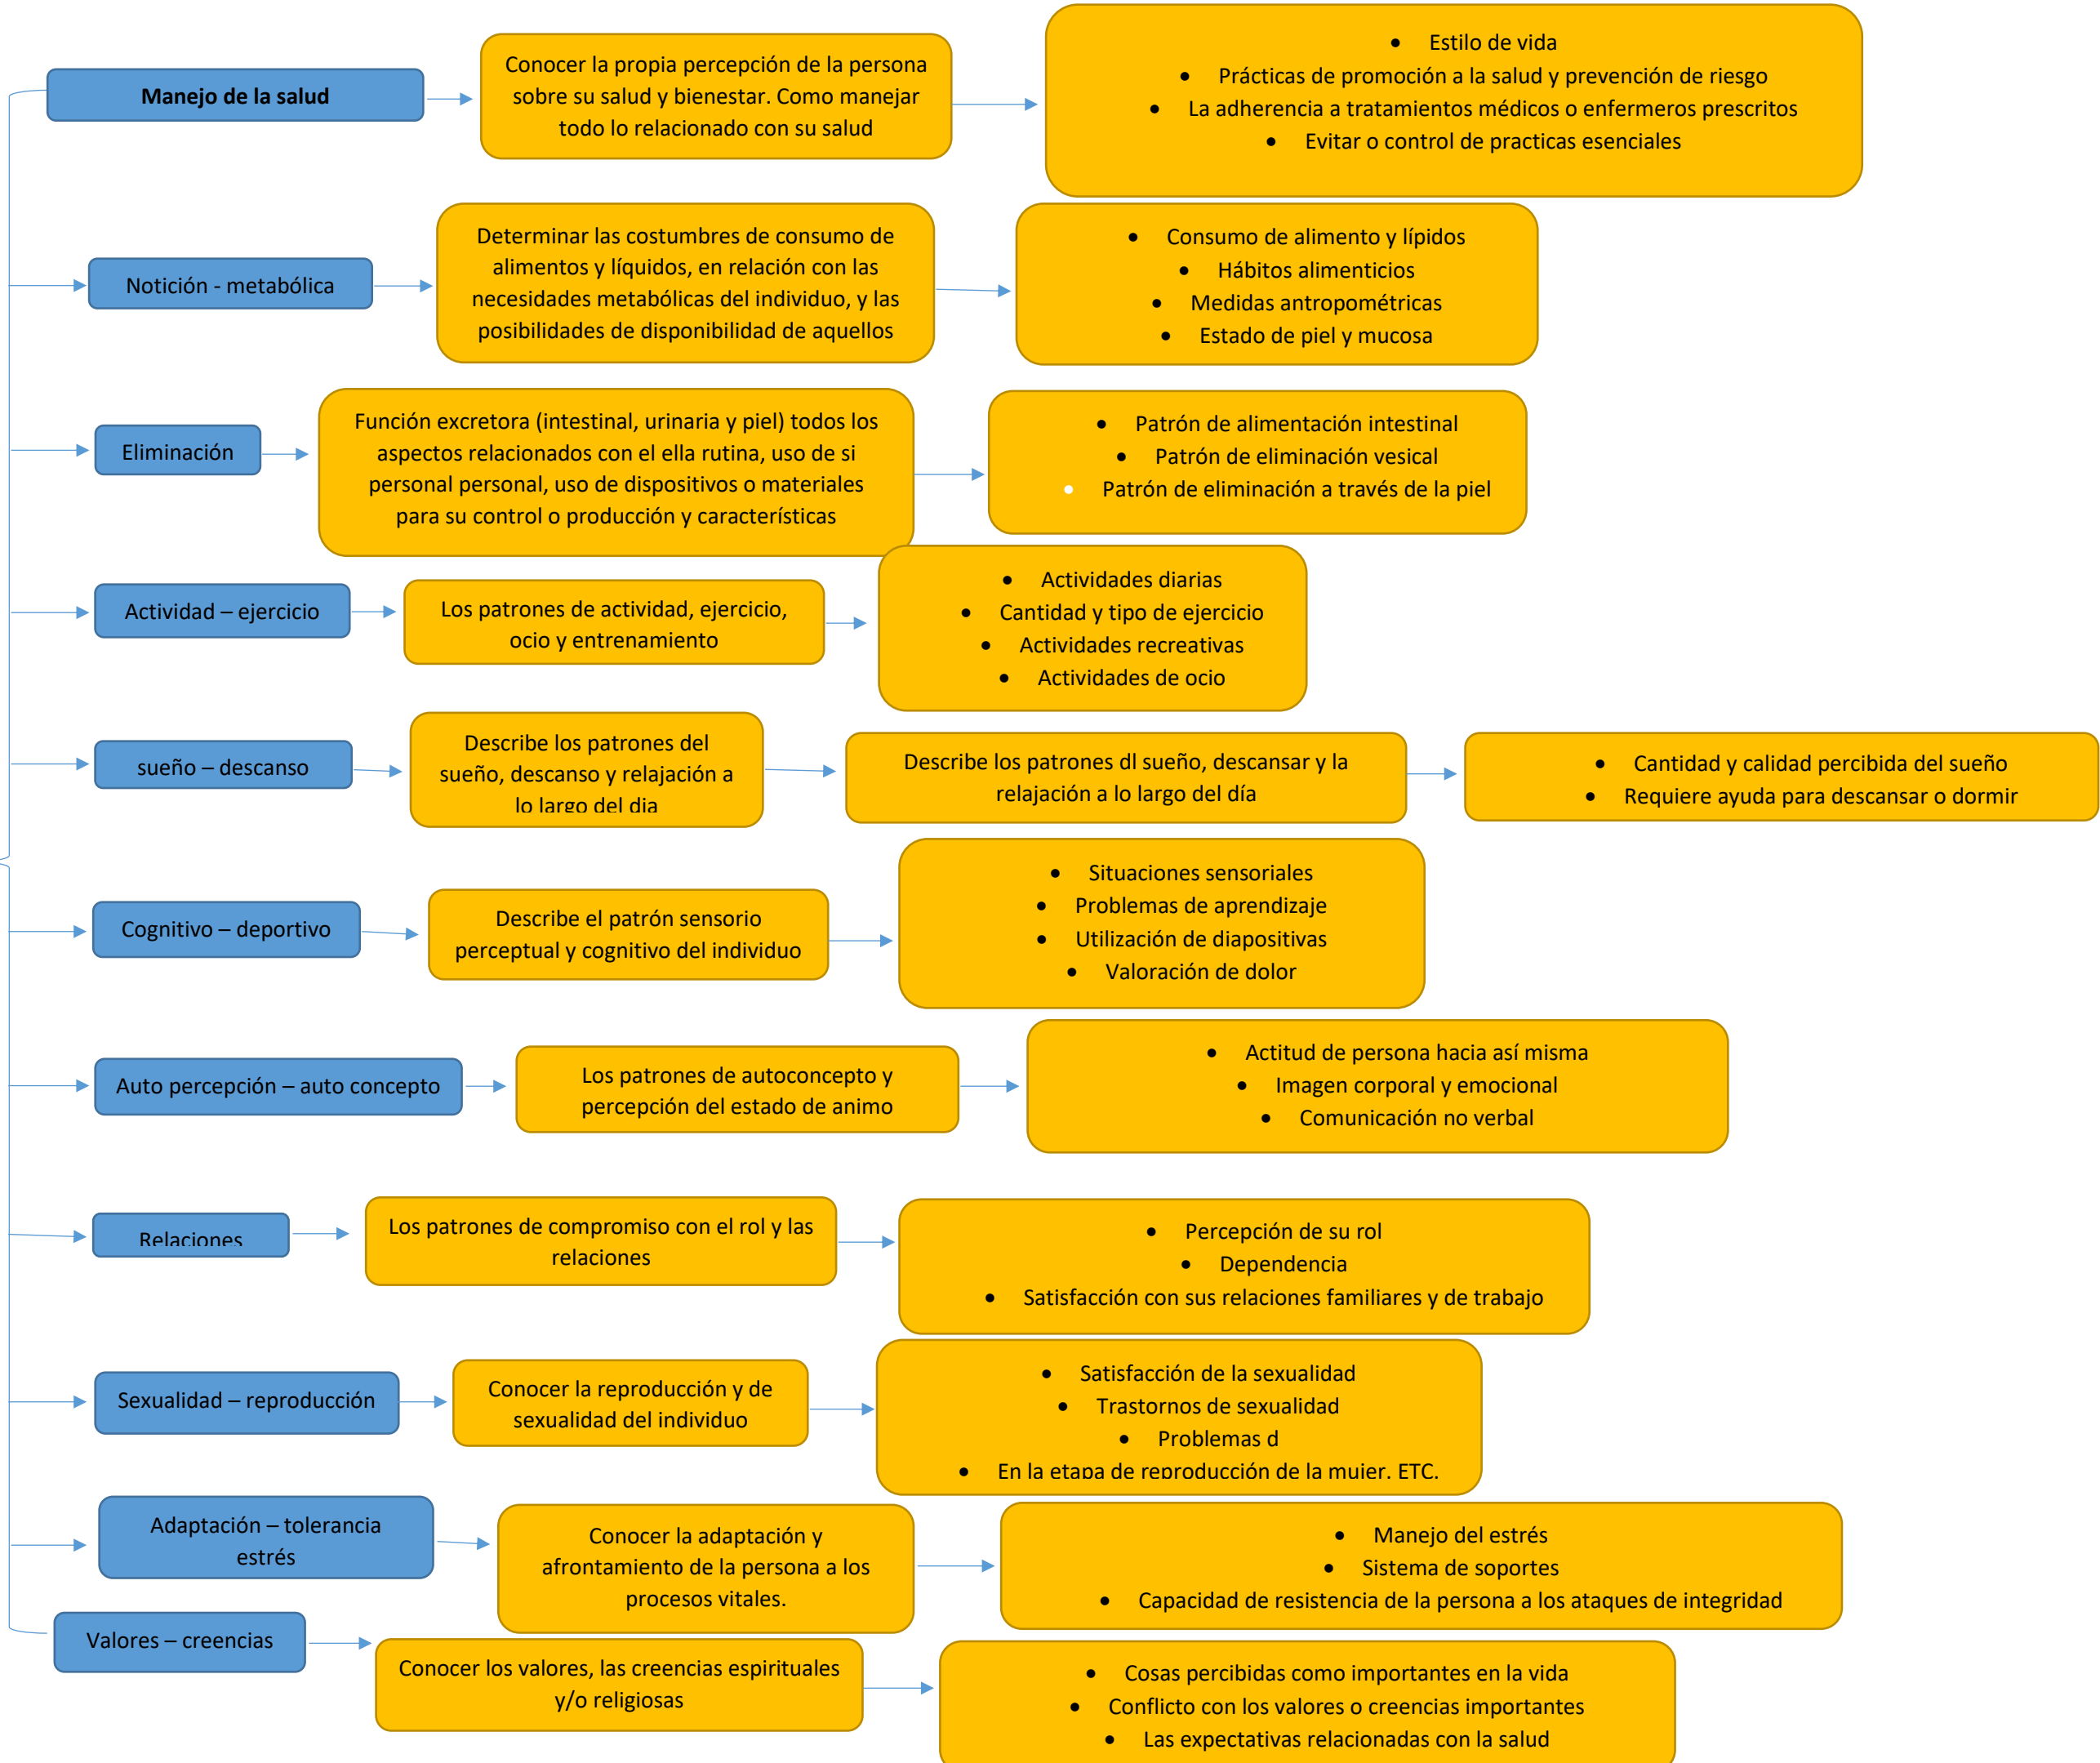 Manejo de la salud
Conocer la propia percepción de la persona
sobre su salud y bienestar. Como manejar
todo lo relacionado con su salud
• Estilo de vida
• Prácticas de promoción a la salud y prevención de riesgo
• La adherencia a tratamientos médicos o enfermeros prescritos
• Evitar o control de practicas esenciales
Notición - metabólica
Determinar las costumbres de consumo de
alimentos y líquidos, en relación con las
necesidades metabólicas del individuo, y las
posibilidades de disponibilidad de aquellos
• Consumo de alimento y lípidos
• Hábitos alimenticios
• Medidas antropométricas
• Estado de piel y mucosa
Eliminación
Función excretora (intestinal, urinaria y piel) todos los
aspectos relacionados con el ella rutina, uso de si
personal personal, uso de dispositivos o materiales
para su control o producción y características
• Patrón de alimentación intestinal
• Patrón de eliminación vesical
• Patrón de eliminación a través de la piel
Actividad – ejercicio
Los patrones de actividad, ejercicio,
ocio y entrenamiento
• Actividades diarias
• Cantidad y tipo de ejercicio
• Actividades recreativas
• Actividades de ocio
sueño – descanso
Describe los patrones del
sueño, descanso y relajación a
lo largo del dia
Describe los patrones dl sueño, descansar y la
relajación a lo largo del día
• Cantidad y calidad percibida del sueño
• Requiere ayuda para descansar o dormir
Cognitivo – deportivo
Describe el patrón sensorio
perceptual y cognitivo del individuo
• Situaciones sensoriales
• Problemas de aprendizaje
• Utilización de diapositivas
• Valoración de dolor
Auto percepción – auto concepto
Los patrones de autoconcepto y
percepción del estado de animo
• Actitud de persona hacia así misma
• Imagen corporal y emocional
• Comunicación no verbal
Relaciones
Los patrones de compromiso con el rol y las
relaciones
• Percepción de su rol
• Dependencia
• Satisfacción con sus relaciones familiares y de trabajo
Sexualidad – reproducción
Conocer la reproducción y de
sexualidad del individuo
• Satisfacción de la sexualidad
• Trastornos de sexualidad
• Problemas d
• En la etapa de reproducción de la mujer. ETC.
Adaptación – tolerancia
estrés
Conocer la adaptación y
afrontamiento de la persona a los
procesos vitales.
• Manejo del estrés
• Sistema de soportes
• Capacidad de resistencia de la persona a los ataques de integridad
Valores – creencias
Conocer los valores, las creencias espirituales
y/o religiosas
• Cosas percibidas como importantes en la vida
• Conflicto con los valores o creencias importantes
• Las expectativas relacionadas con la salud